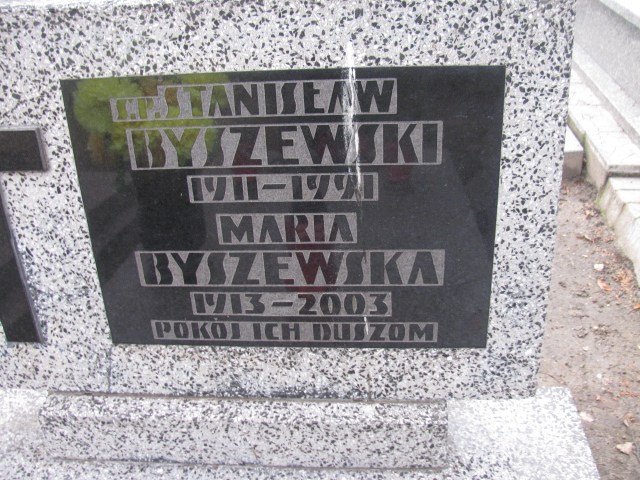 Ś.P. STANISŁAW
BYSZEWSKI
1911-1991
MARIA
BYSZEWSKA
1913-2003
POKÓJ ICH DUSZOM